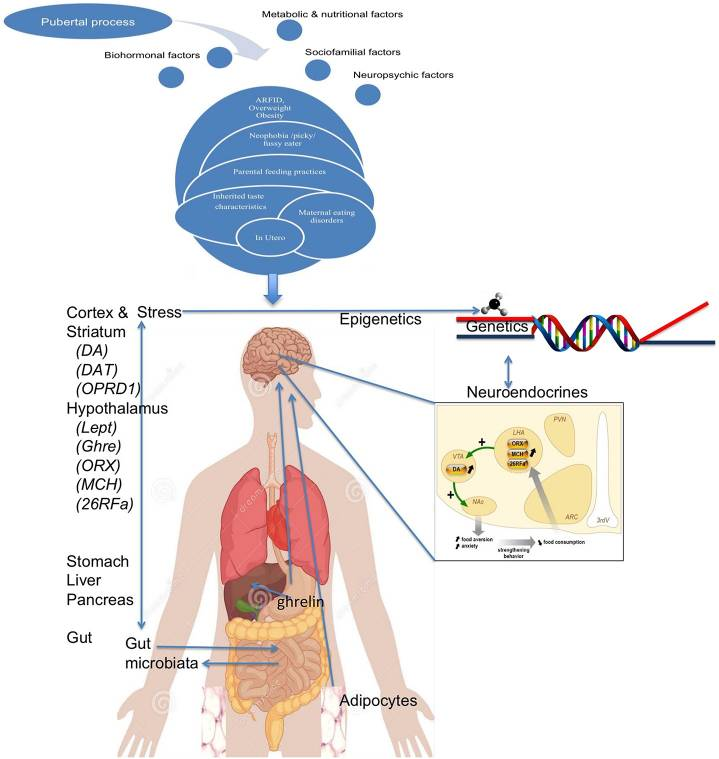 Pubertal process
Metabolic & nutritional factors
Biohormonal factors
Sociofamilial factors
Neuropsychic factors
ARFID,
Overweight
Obesity
Neophobia /picky/
fussy eater
Parental feeding practices
Inherited taste
characteristics
Maternal eating
disorders
In Utero
Cortex & Stress
Striatum
(DA)
(DAT)
(OPRD1)
Hypothalamus
(Lept)
(Ghre)
(ORX)
(MCH)
(26RFa)
Epigenetics
Genetics
Neuroendocrines
PVN
LHA
ORX
MCH
26RFa
VTA
DA
+
+
NAc
ARC
3rdV
food aversion
anxiety
strengthening
behavior
food consumption
Stomach
Liver
Pancreas
ghrelin
Gut
Gut
microbiata
Adipocytes